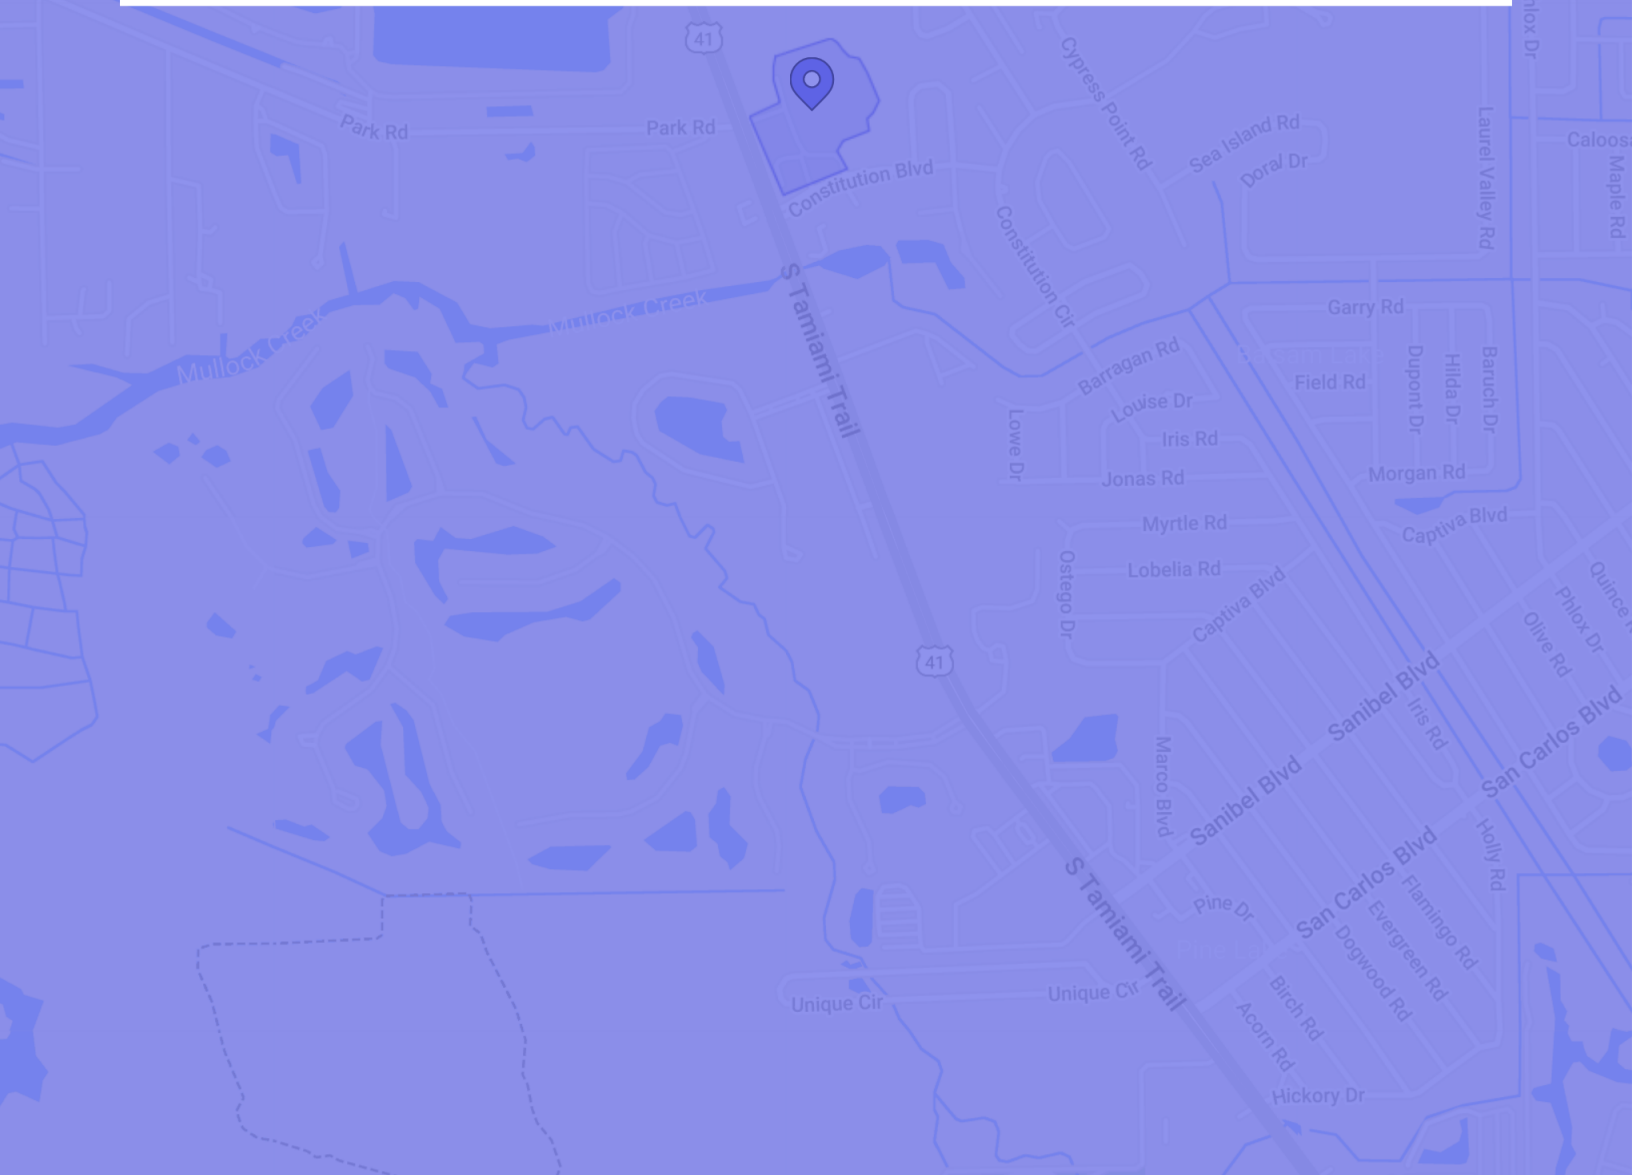 41
Cypress Point Rd
Park Rd
Park Rd
Sea Island Rd
Doral Dr
Laurel Valley Rd
Maple Rd
Constitution Blvd
Constitution Cir
S Tamiami Trail
Mullock Creek
Mullock Creek
Garry Rd
Barragan Rd
Field Rd
Dupont Dr
Hilda Dr
Baruch Dr
Louise Dr
Lowe Dr
Iris Rd
Jonas Rd
Morgan Rd
Myrtle Rd
Captiva Blvd
Lobelia Rd
Ostego Dr
Captiva Blvd
Phlox Dr
Olive Rd
41
Sanibel Blvd
Iris Rd
San Carlos Blvd
Marco Blvd
Sanibel Blvd
Holly Rd
San Carlos Blvd
S Tamiami Trail
Pine Dr
Flamingo Rd
Evergreen Rd
Dogwood Rd
Unique Cir
Unique Cir
Birch Rd
Acorn Rd
Hickory Dr